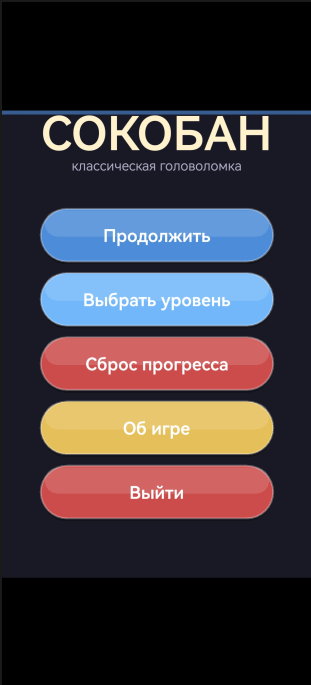 СОКОБАН
классическая головоломка
Продолжить
Выбрать уровень
Сброс прогресса
Об игре
Выйти